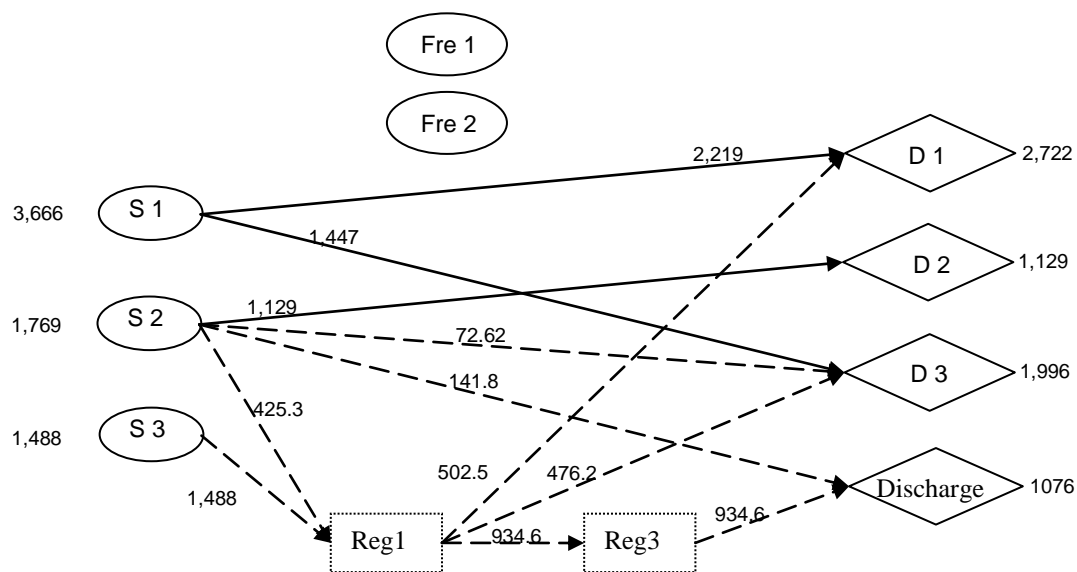 Fre 1
Fre 2
2,219
D 1
2,722
S 1
3,666
1,447
D 2
1,129
S 2
1,769
1,129
72.62
D 3
1,996
141.8
425.3
S 3
1,488
1,488
502.5
476.2
Discharge
1076
Reg1
934.6
Reg3
934.6